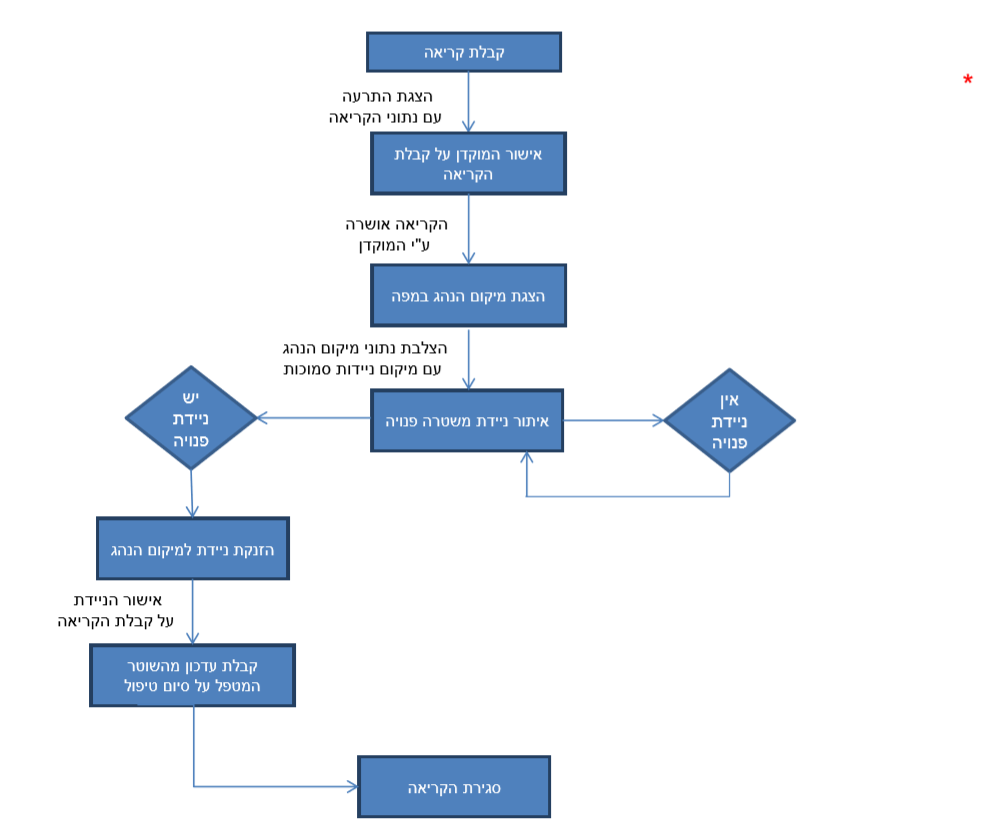 קבלת קריאה
*
הצגת התרעה
עם נתוני הקריאה
אישור המוקדן על קבלת
הקריאה
הקריאה אושרה
ע"י המוקדן
הצגת מיקום הנהג במפה
הצלבת נתוני מיקום הנהג
עם מיקום ניידות סמוכות
איתור ניידת משטרה פנויה
אין
ניידת
פנויה
יש
ניידת
פנויה
הזנקת ניידת למיקום הנהג
אישור הניידת
על קבלת הקריאה
קבלת עדכון מהשוטר
המטפל על סיום טיפול
סגירת הקריאה